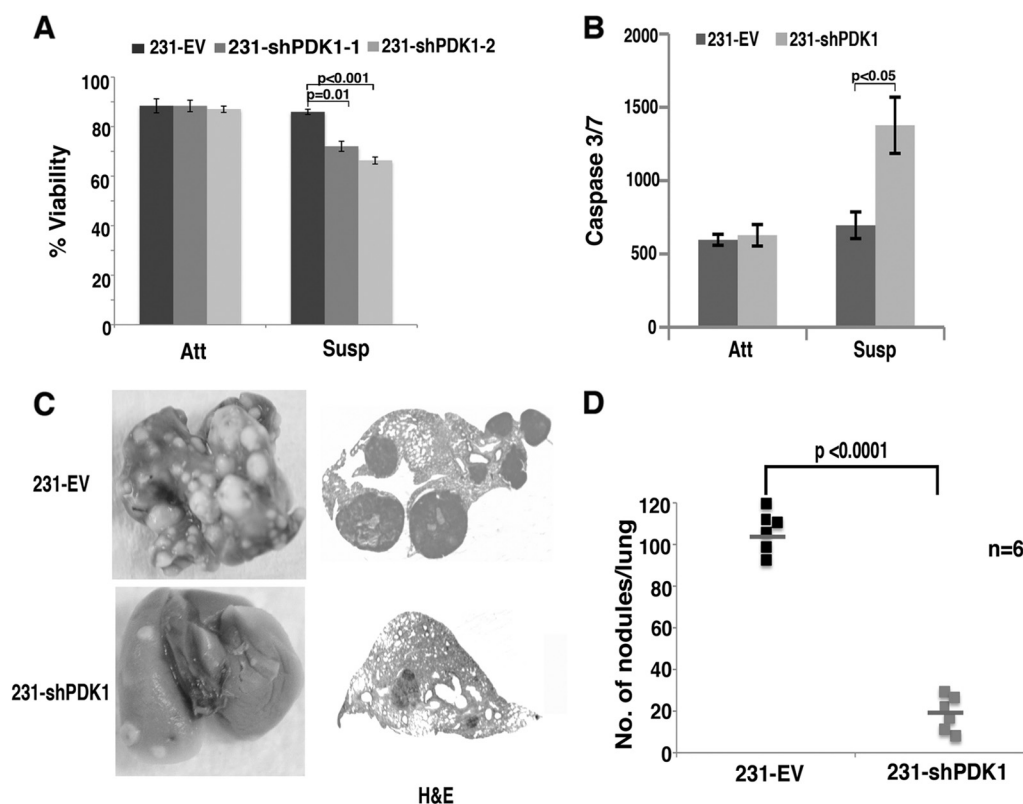 A
231-EV 231-shPDK1-1 231-shPDK1-2
p<0.001
p=0.01
% Viability
100
80
60
40
20
0
Att Susp
B
231-EV 231-shPDK1
p<0.05
Caspase 3/7
2000
1500
1000
500
0
Att Susp
C
231-EV
231-shPDK1
H&E
D
p <0.0001
n=6
No. of nodules/lung
120
100
80
60
40
20
0
231-EV 231-shPDK1